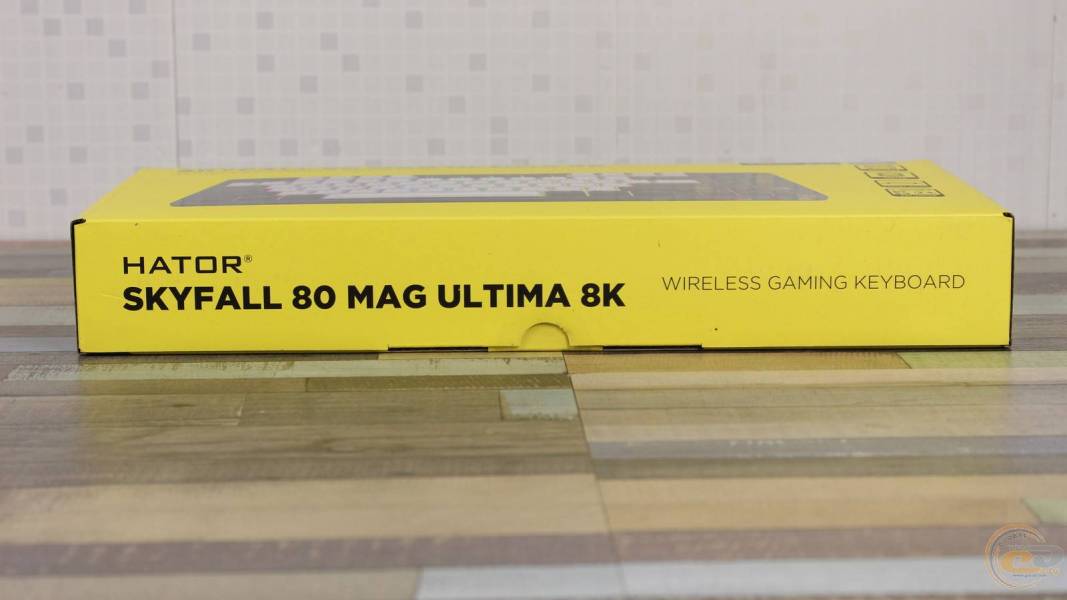 HATOR®
SKYFALL 80 MAG ULTIMA 8K
WIRELESS GAMING KEYBOARD